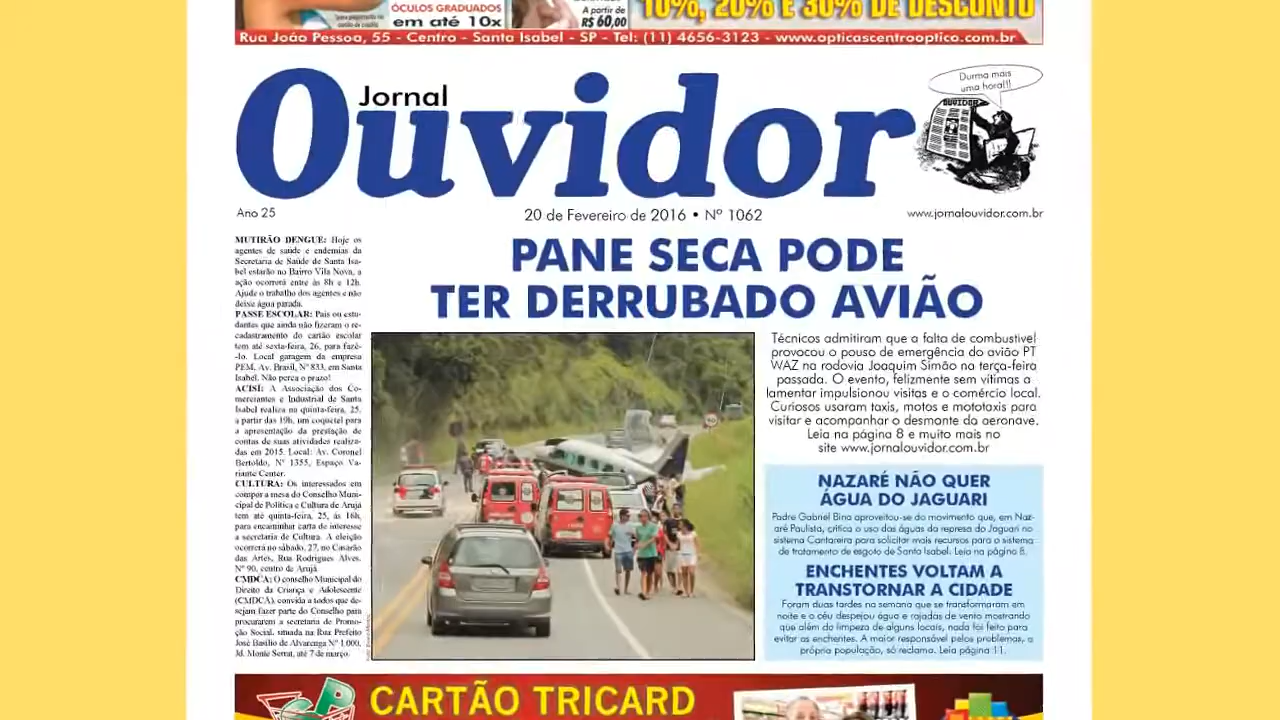 ÓCULOS GRADUADOS
em até 10x
A partir de
R$ 60,00
10%, 20% E 30% DE DESCONTO
Rua João Pessoa, 55 - Centro - Santa Isabel - SP - Tel: (11) 4656-3123 - www.opticascentrooptico.com.br
Jornal
Ouvidor
Durma mais
uma hora!!!
OUVIDOR
Ano 25
20 de Fevereiro de 2016 • Nº 1062
www.jornalouvidor.com.br
MUTIRÃO DENGUE: Hoje os
agentes de saúde e endemias da
Secretaria de Saúde de Santa Isa-
bel estarão no Bairro Vila Nova, a
ação ocorrerá entre às 8h e 12h.
Ajude o trabalho dos agentes e não
deixe água parada.
PASSE ESCOLAR: Pais ou estu-
dantes que ainda não fizeram o re-
cadastramento do cartão escolar
tem até sexta-feira, 26, para fazê-
-lo. Local garagem da empresa
PEM, Av. Brasil, Nº 833, em Santa
Isabel. Não perca o prazo!
ACISI: A Associação dos Co-
merciantes e Industrial de Santa
Isabel realiza na quinta-feira, 25,
a partir das 19h, um coquetel para
a apresentação da prestação de
contas de suas atividades realiza-
das em 2015. Local: Av. Coronel
Bertoldo, Nº 1355, Espaço Va-
riante Center.
CULTURA: Os interessados em
compor a mesa do Conselho Muni-
cipal de Política e Cultura de Arujá
tem até quinta-feira, 25, às 16h,
para encaminhar carta de interesse
a secretaria de Cultura. A eleição
ocorrerá no sábado, 27, no Casarão
das Artes, Rua Rodrigues Alves,
Nº 90, centro de Arujá.
CMDCA: O conselho Municipal do
Direito da Criança e Adolescente
(CMDCA), convida a todos que de-
sejam fazer parte do Conselho para
procurarem a secretaria de Promo-
ção Social, situada na Rua Prefeito
José Basílio de Alvarenga Nº 1.000,
Jd. Monte Serrat, até 7 de março.
PANE SECA PODE
TER DERRUBADO AVIÃO
Técnicos admitiram que a falta de combustível
provocou o pouso de emergência do avião PT
WAZ na rodovia Joaquim Simão na terça-feira
passada. O evento, felizmente sem vítimas a
lamentar impulsionou visitas e o comércio local.
Curiosos usaram taxis, motos e mototaxis para
visitar e acompanhar o desmante da aeronave.
Leia na página 8 e muito mais no
site www.jornalouvidor.com.br
NAZARÉ NÃO QUER
ÁGUA DO JAGUARI
Padre Gabriel Bina aproveitou-se do movimento que, em Naz-
aré Paulista, critica o uso das águas da represa do Jaguari no
sistema Cantareira para solicitar mais recursos para o sistema
de tratamento de esgoto de Santa Isabel. Leia na página 8.
ENCHENTES VOLTAM A
TRANSTORNAR A CIDADE
Foram duas tardes na semana que se transformaram em
noite e o céu despejou água e rajadas de vento mostrando
que além do limpeza de alguns locais, nada foi feito para
evitar as enchentes. A maior responsável pelos problemas, a
própria população, só reclama. Leia página 11.
CARTÃO TRICARD